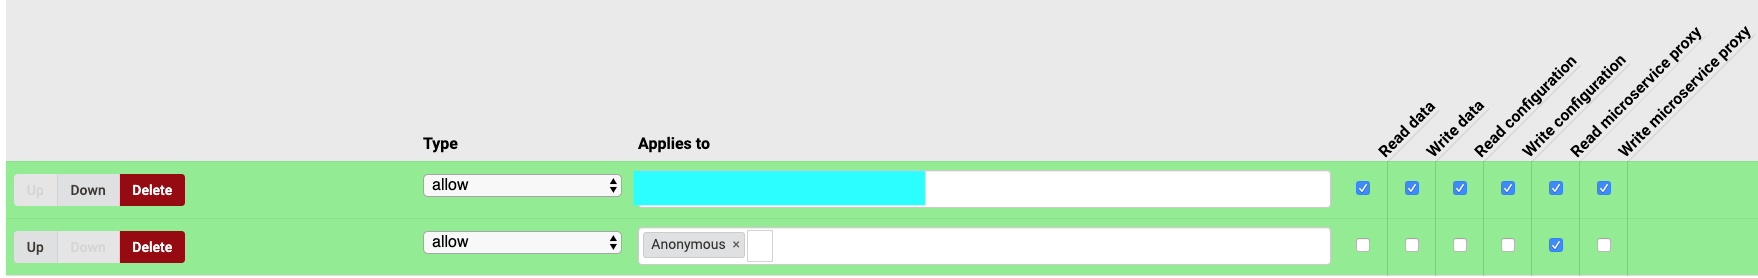 Type
Applies to
Read data
Write data
Read configuration
Write configuration
Read microservice proxy
Write microservice proxy
Up Down Delete allow
Up Down Delete allow Anonymous ×